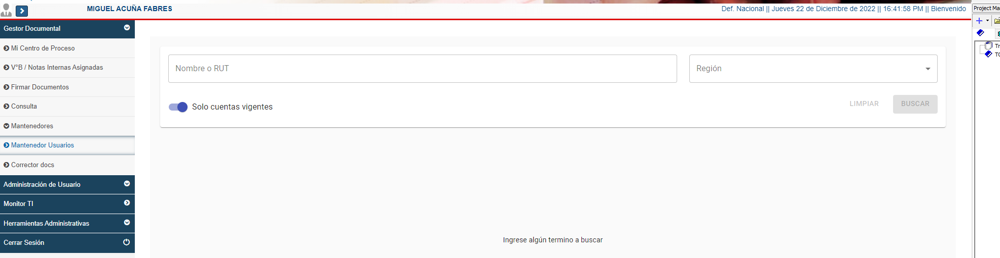 MIGUEL ACUÑA FABRES
Def. Nacional || Jueves 22 de Diciembre de 2022 || 16:41:58 PM || Bienvenido
Project Ma
Gestor Documental
Mi Centro de Proceso
V°B / Notas Internas Asignadas
Firmar Documentos
Consulta
Mantenedores
Mantenedor Usuarios
Corrector docs
Administración de Usuario
Monitor TI
Herramientas Administrativas
Cerrar Sesión
Nombre o RUT
Región
Solo cuentas vigentes
LIMPIAR
BUSCAR
Ingrese algún termino a buscar
Tr